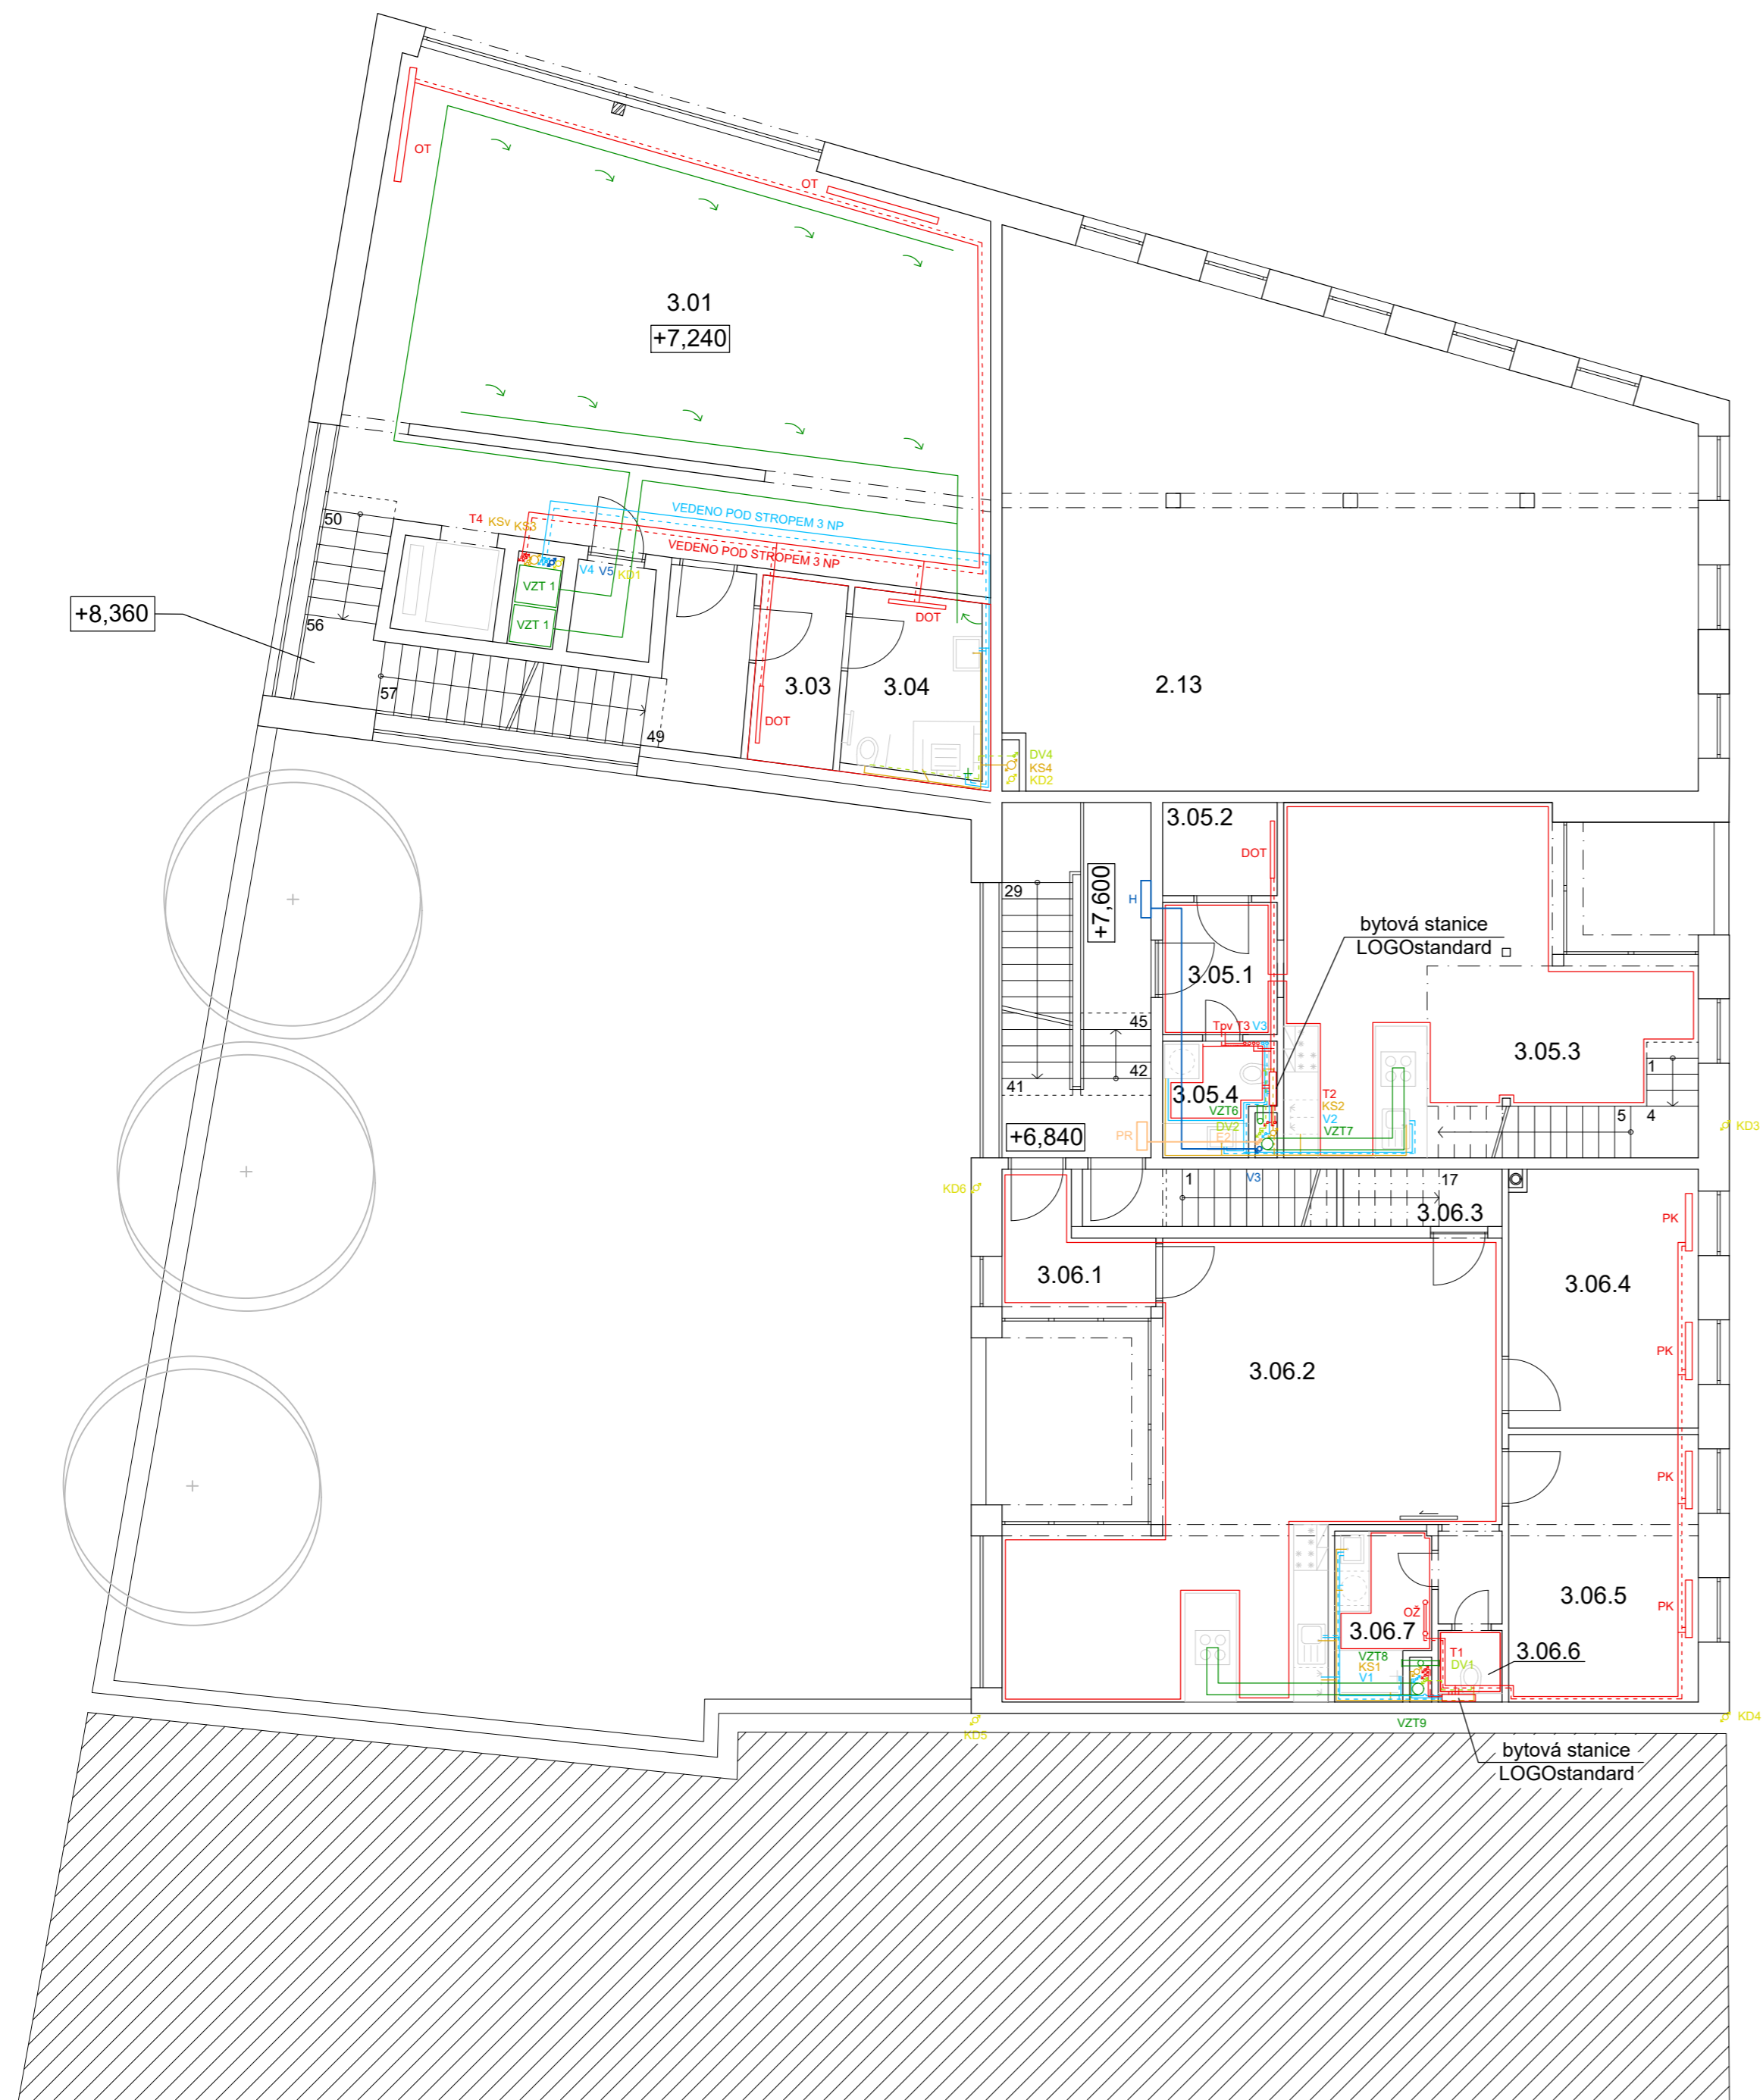 OT
OT
3.01
+7,240
VEDENO POD STROPEM 3 NP
50
T4 KSv KS3
VEDENO POD STROPEM 3 NP
V4 V5 KD1
VZT 1
+8,360
DOT
56
VZT 1
3.03
3.04
2.13
57
DOT
49
DV4
KS4
KD2
3.05.2
DOT
29
+7,600
H
bytová stanice
LOGOstandard
3.05.1
45
Tpv T3 V3
3.05.3
42
1
41
3.05.4
T2
VZT6
KS2
DV2
V2
E2
VZT7
5
4
KD3
+6,840
PR
V3
1
17
KD6
3.06.3
PK
3.06.1
3.06.4
PK
3.06.2
PK
3.06.5
OŽ
PK
3.06.7
T1
3.06.6
VZT8
DV1
KS1
V1
KD5
VZT9
KD4
bytová stanice
LOGOstandard